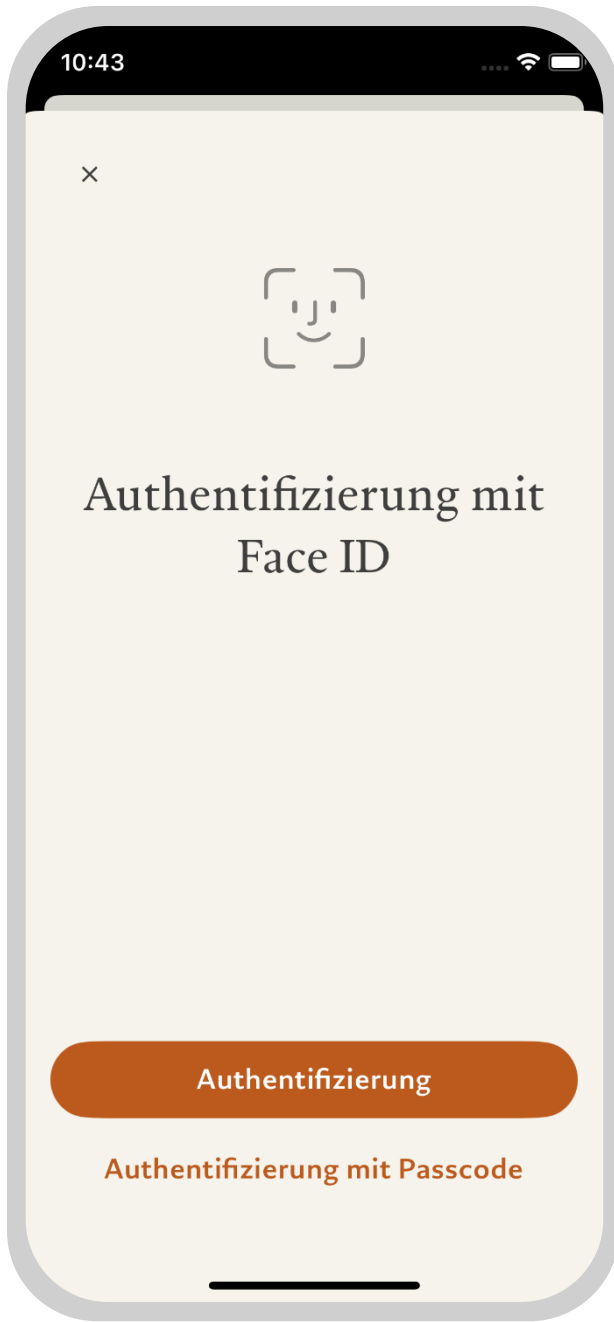 10:43
Authentifizierung mit
Face ID
Authentifizierung
Authentifizierung mit Passcode